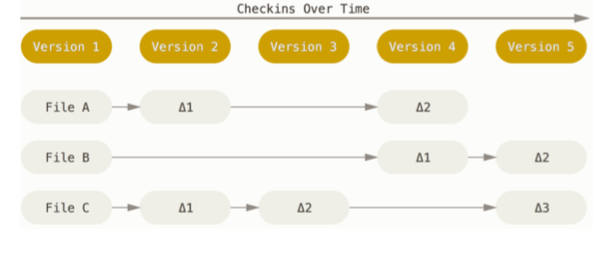 Checkins Over Time
Version 1 Version 2 Version 3 Version 4 Version 5
File A Δ1 Δ2
File B Δ1 Δ2
File C Δ1 Δ2 Δ3